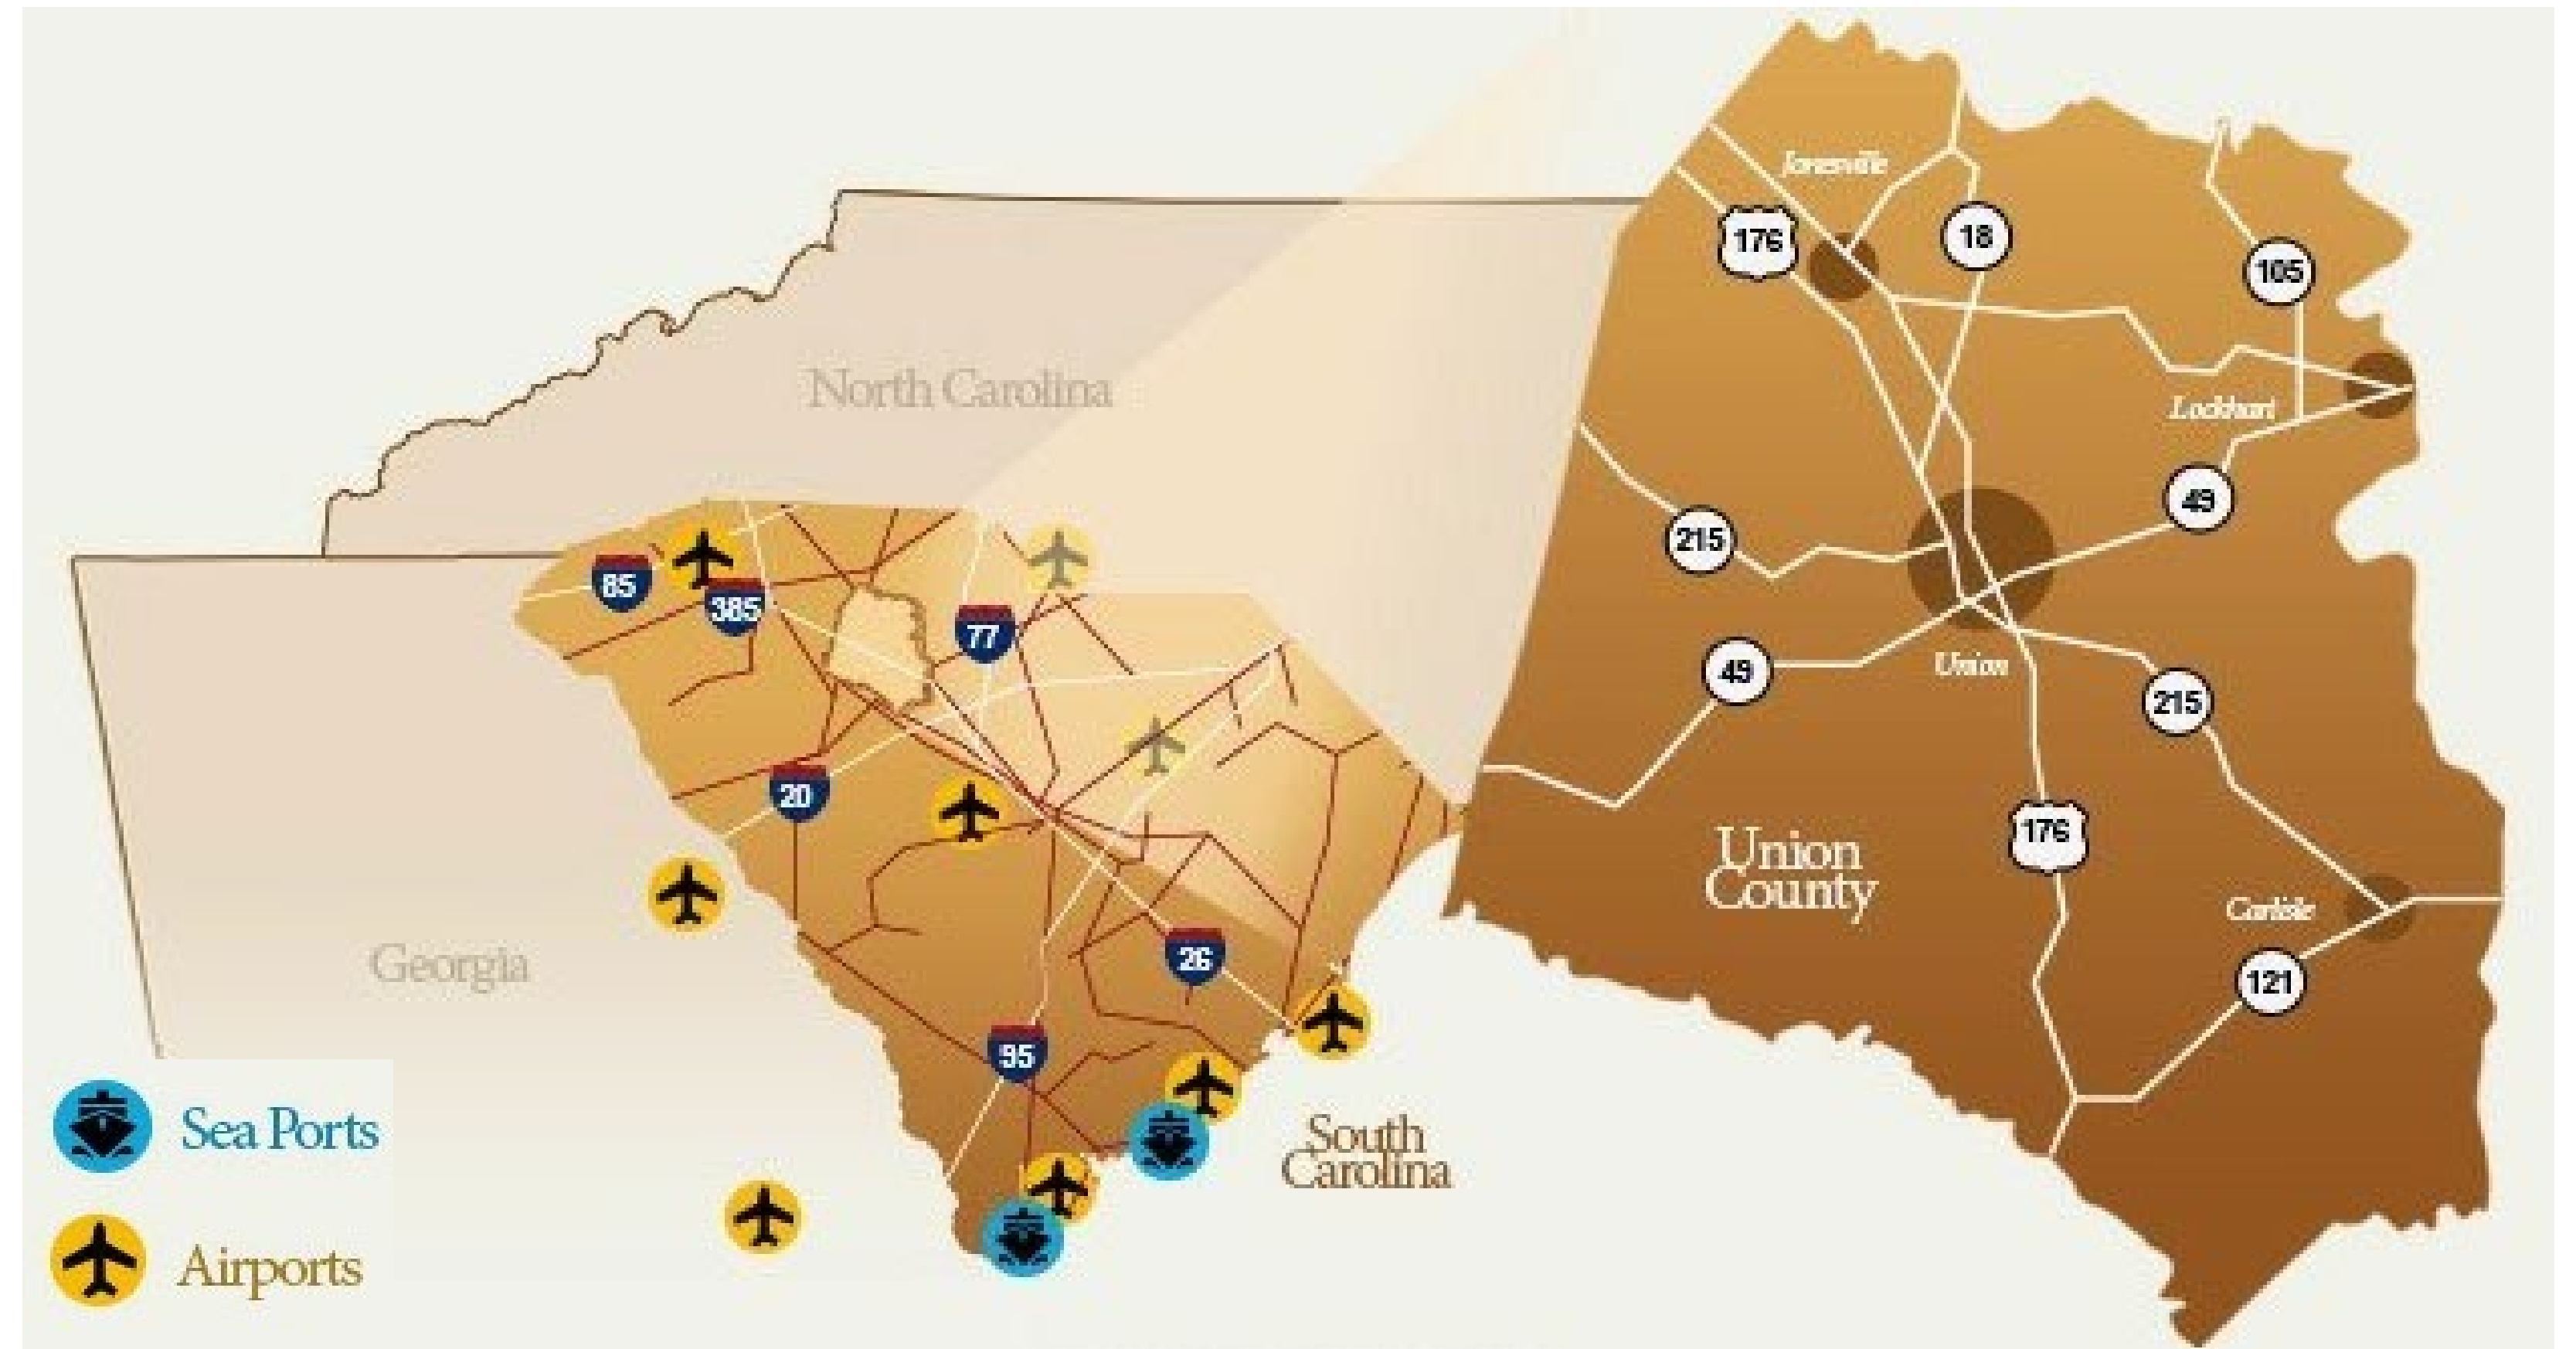 North Carolina
Georgia
South
Carolina
85
385
77
20
26
95
Sea Ports
Airports
Jonesville
176
18
105
Lockhart
49
215
49
Union
215
Union
County
176
Carlisle
121